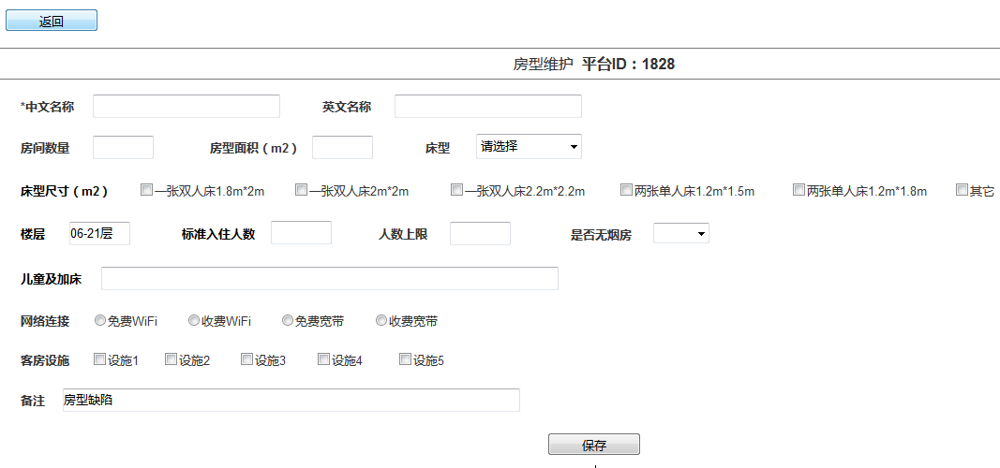 返回
房型维护 平台ID：1828
*中文名称 英文名称
房间数量 房型面积（m2） 床型 请选择
床型尺寸（m2） 一张双人床1.8m*2m 一张双人床2m*2m 一张双人床2.2m*2.2m 两张单人床1.2m*1.5m 两张单人床1.2m*1.8m 其它
楼层 06-21层 标准入住人数 人数上限 是否无烟房
儿童及加床
网络连接 免费WiFi 收费WiFi 免费宽带 收费宽带
客房设施 设施1 设施2 设施3 设施4 设施5
备注 房型缺陷
保存